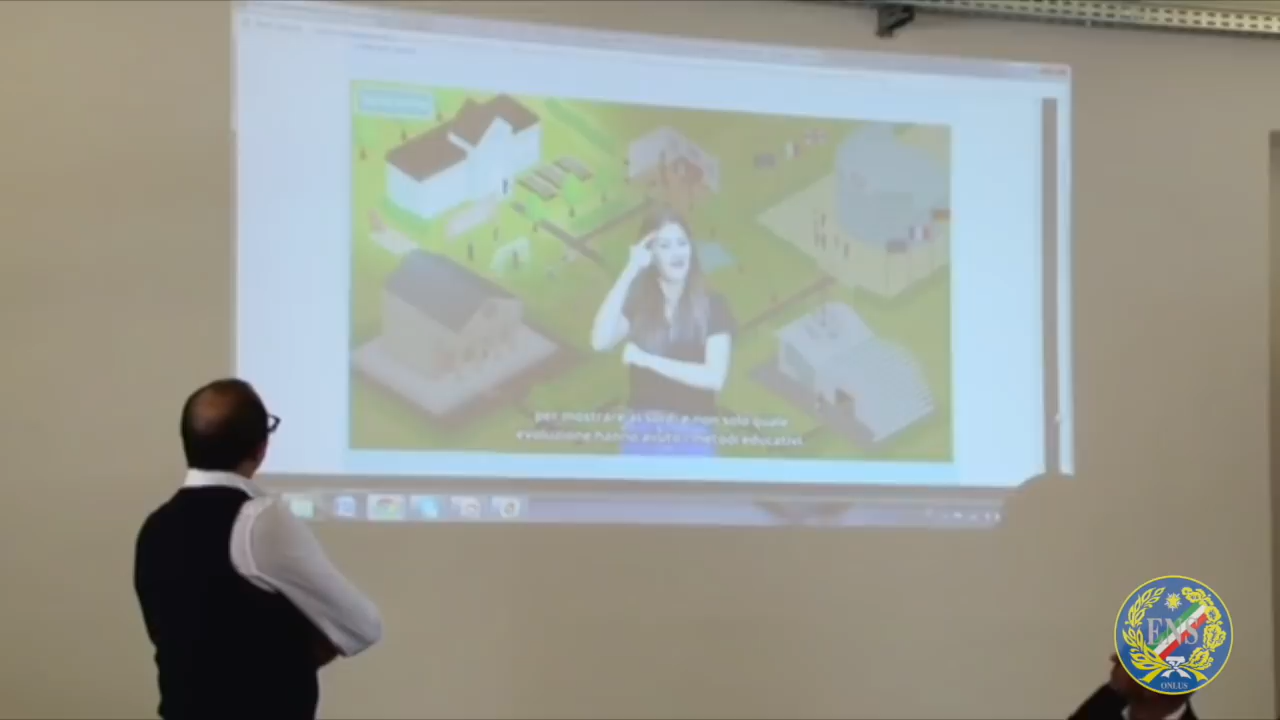 per mostrare ai sordi e non solo quale
evoluzione hanno avuto i metodi educativi
ENS
ONLUS